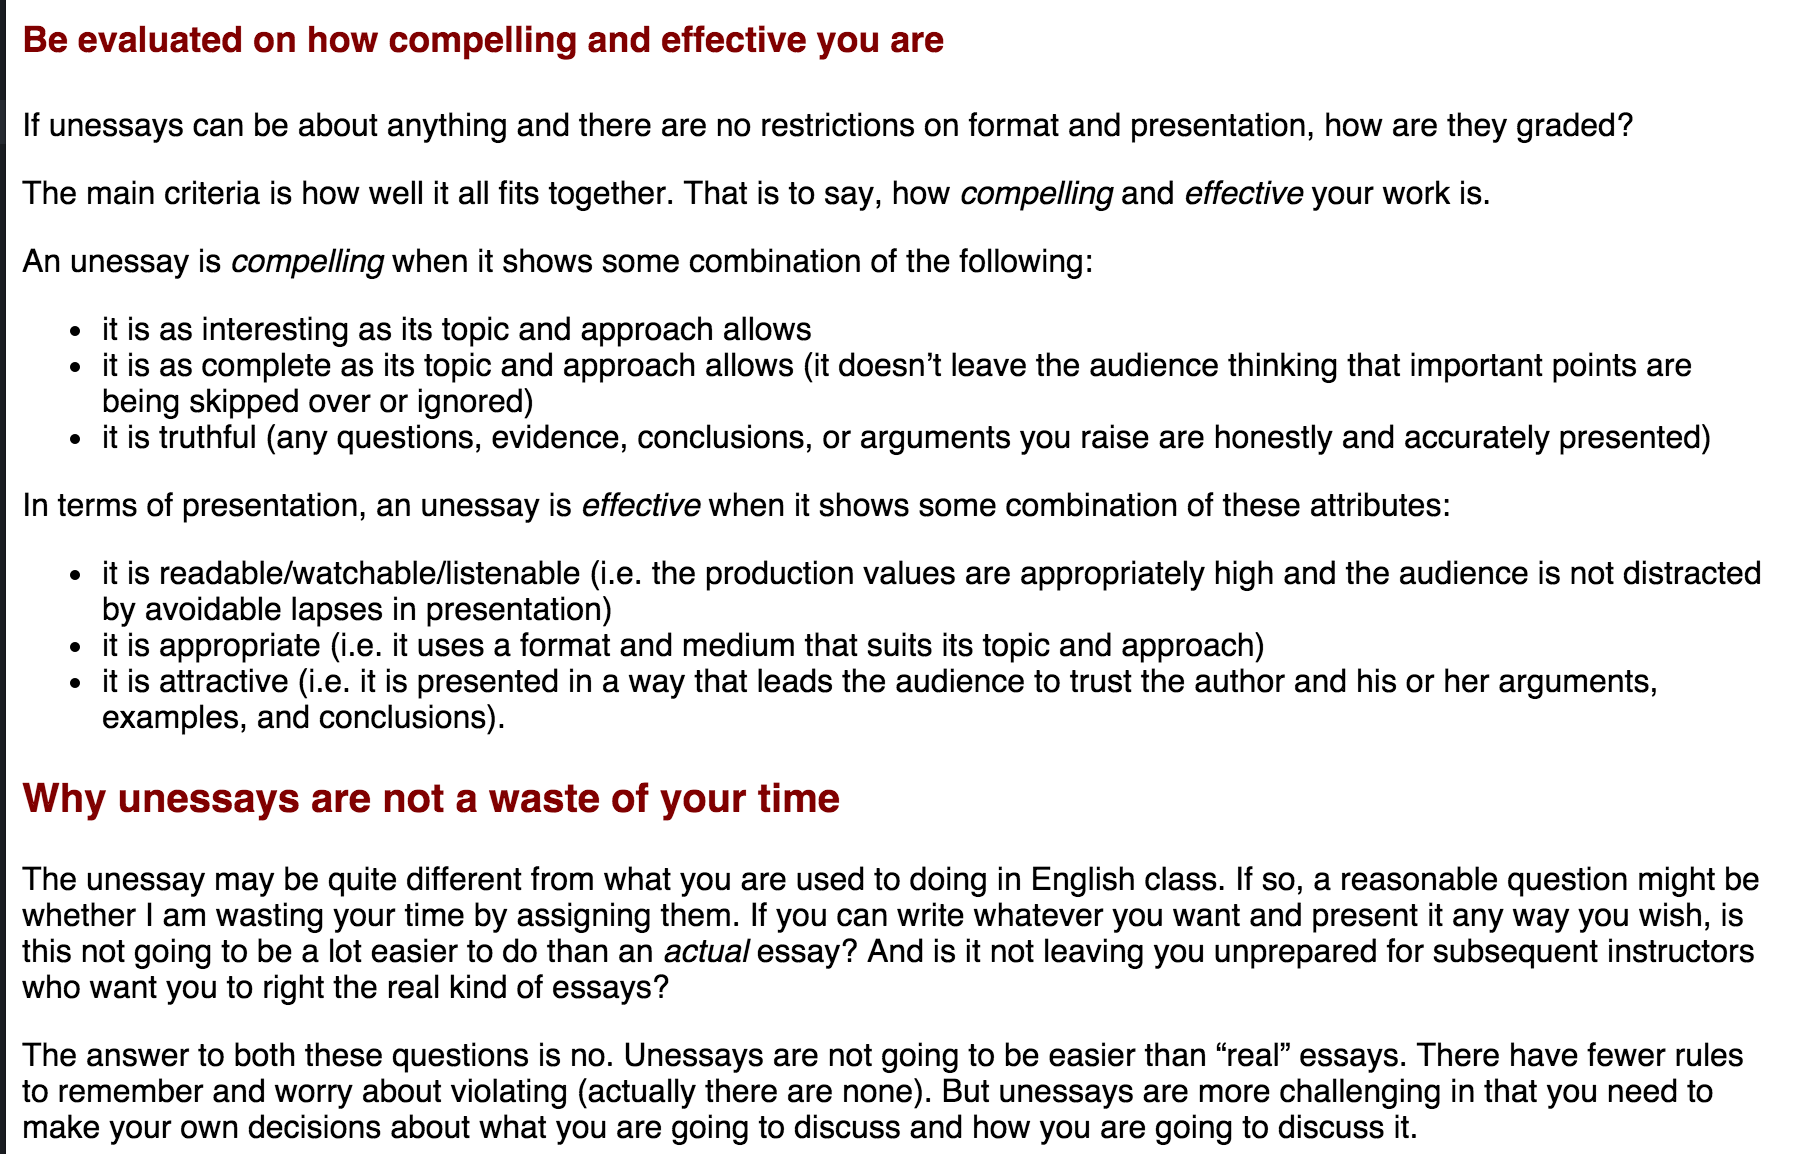 Be evaluated on how compelling and effective you are
If unessays can be about anything and there are no restrictions on format and presentation, how are they graded?
The main criteria is how well it all fits together. That is to say, how compelling and effective your work is.
An unessay is compelling when it shows some combination of the following:
• it is as interesting as its topic and approach allows
• it is as complete as its topic and approach allows (it doesn’t leave the audience thinking that important points are
being skipped over or ignored)
• it is truthful (any questions, evidence, conclusions, or arguments you raise are honestly and accurately presented)
In terms of presentation, an unessay is effective when it shows some combination of these attributes:
• it is readable/watchable/listenable (i.e. the production values are appropriately high and the audience is not distracted
by avoidable lapses in presentation)
• it is appropriate (i.e. it uses a format and medium that suits its topic and approach)
• it is attractive (i.e. it is presented in a way that leads the audience to trust the author and his or her arguments,
examples, and conclusions).
Why unessays are not a waste of your time
The unessay may be quite different from what you are used to doing in English class. If so, a reasonable question might be
whether I am wasting your time by assigning them. If you can write whatever you want and present it any way you wish, is
this not going to be a lot easier to do than an actual essay? And is it not leaving you unprepared for subsequent instructors
who want you to right the real kind of essays?
The answer to both these questions is no. Unessays are not going to be easier than “real” essays. There have fewer rules
to remember and worry about violating (actually there are none). But unessays are more challenging in that you need to
make your own decisions about what you are going to discuss and how you are going to discuss it.